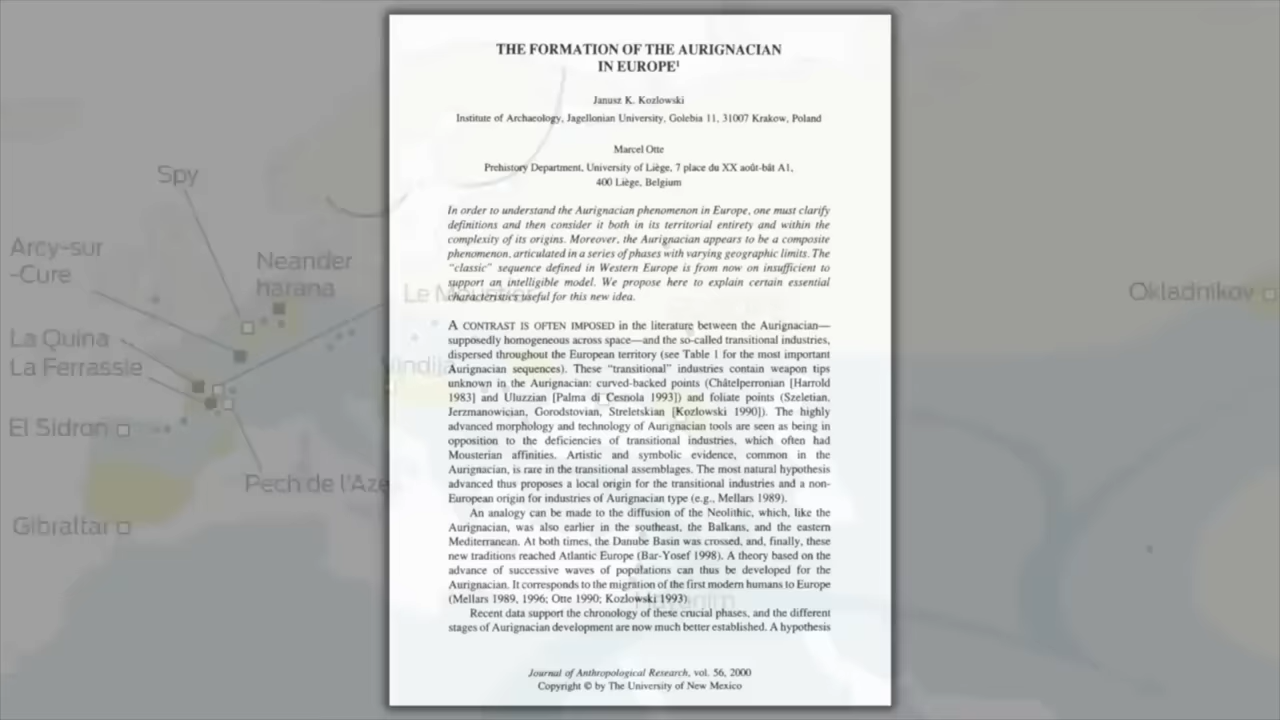 THE FORMATION OF THE AURIGNACIAN
IN EUROPE¹
Janusz K. Kozlowski
Institute of Archaeology, Jagellonian University, Golebia 11, 31007 Krakow, Poland
Marcel Otte
Prehistory Department, University of Liège, 7 place du XX août-bât A1,
400 Liège, Belgium
In order to understand the Aurignacian phenomenon in Europe, one must clarify
definitions and then consider it both in its territorial entirety and within the
complexity of its origins. Moreover, the Aurignacian appears to be a composite
phenomenon, articulated in a series of phases with varying geographic limits. The
"classic" sequence defined in Western Europe is from now on insufficient to
support an intelligible model. We propose here to explain certain essential
characteristics useful for this new idea.
A CONTRAST IS OFTEN IMPOSED in the literature between the Aurignacian—
supposedly homogeneous across space—and the so-called transitional industries,
dispersed throughout the European territory (see Table 1 for the most important
Aurignacian sequences). These "transitional" industries contain weapon tips
unknown in the Aurignacian: curved-backed points (Châtelperronian [Harrold
1983] and Uluzzian [Palma di Cesnola 1993]) and foliate points (Szeletian,
Jerzmanowician, Gorodstovian, Streletskian [Kozlowski 1990]). The highly
advanced morphology and technology of Aurignacian tools are seen as being in
opposition to the deficiencies of transitional industries, which often had
Mousterian affinities. Artistic and symbolic evidence, common in the
Aurignacian, is rare in the transitional assemblages. The most natural hypothesis
advanced thus proposes a local origin for the transitional industries and a non-
European origin for industries of Aurignacian type (e.g., Mellars 1989).
An analogy can be made to the diffusion of the Neolithic, which, like the
Aurignacian, was also earlier in the southeast, the Balkans, and the eastern
Mediterranean. At both times, the Danube Basin was crossed, and, finally, these
new traditions reached Atlantic Europe (Bar-Yosef 1998). A theory based on the
advance of successive waves of populations can thus be developed for the
Aurignacian. It corresponds to the migration of the first modern humans to Europe
(Mellars 1989, 1996; Otte 1990; Kozlowski 1993).
Recent data support the chronology of these crucial phases, and the different
stages of Aurignacian development are now much better established. A hypothesis
Journal of Anthropological Research, vol. 56, 2000
Copyright © by The University of New Mexico
Spy
Arcy-sur
-Cure
Neander
harana
Le Moustier
La Quina
La Ferrassie
Vindija
El Sidron
Pech de l'Aze
Gibraltar
Okladnikov